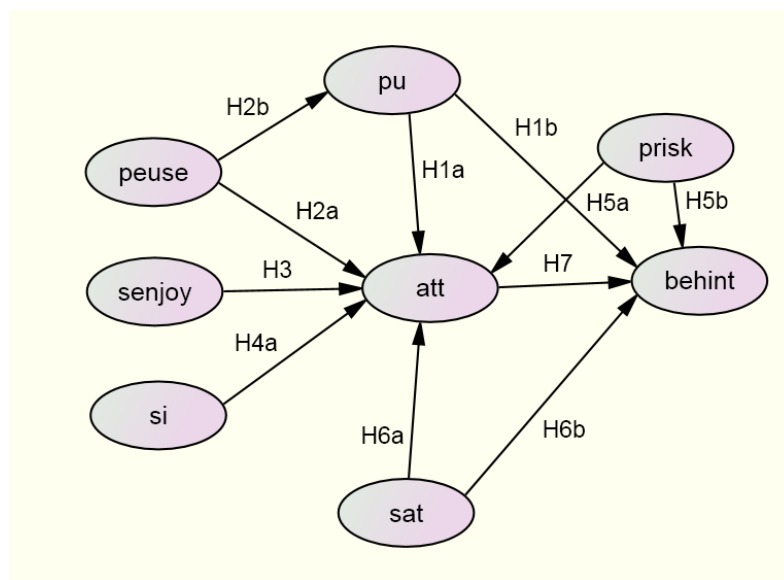 pu
H2b
H1b
prisk
peuse
H1a
H5a
H5b
H2a
H3
H7
senjoy
att
behint
H4a
si
H6a
H6b
sat